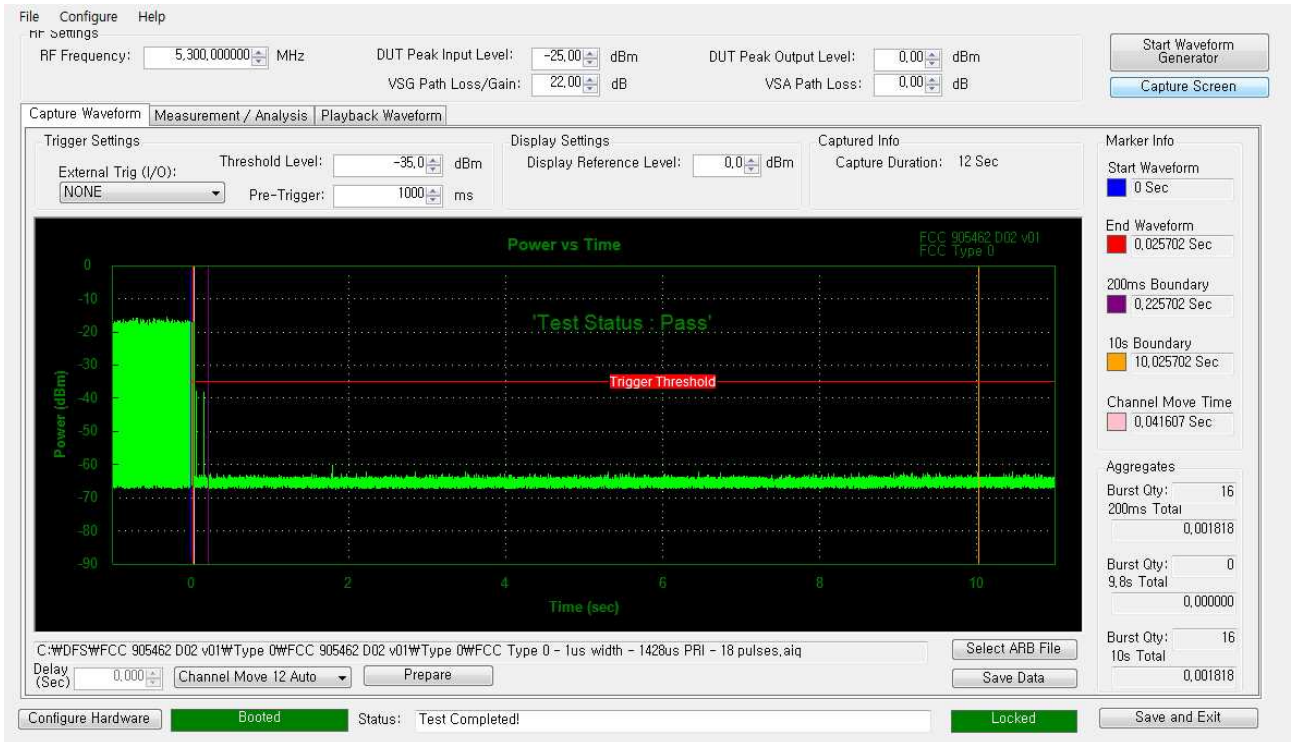 File Configure Help
RF Settings
RF Frequency: 5,300,000000 MHz DUT Peak Input Level: -25,00 dBm DUT Peak Output Level: 0,00 dBm
VSG Path Loss/Gain: 22,00 dB VSA Path Loss: 0,00 dB
Start Waveform
Generator
Capture Screen
Capture Waveform Measurement / Analysis Playback Waveform
Trigger Settings
External Trig (I/O):
NONE
Threshold Level: -35,0 dBm
Pre-Trigger: 1000 ms
Display Settings
Display Reference Level: 0,0 dBm
Captured Info
Capture Duration: 12 Sec
Marker Info
Start Waveform
0 Sec
End Waveform
0,025702 Sec
200ms Boundary
0,225702 Sec
10s Boundary
10,025702 Sec
Channel Move Time
0,041607 Sec
Aggregates
Burst Qty: 16
200ms Total
0,001818
Burst Qty: 0
9,8s Total
0,000000
Burst Qty: 16
10s Total
0,001818
Power vs Time
FCC 905462 D02 v01
FCC Type 0
'Test Status : Pass'
Trigger Threshold
Power (dBm)
0
-10
-20
-30
-40
-50
-60
-70
-80
-90
0 2 4 6 8 10
Time (sec)
C:₩DFS₩FCC 905462 D02 v01₩Type 0₩FCC 905462 D02 v01₩Type 0₩FCC Type 0 - 1us width - 1428us PRI - 18 pulses,aiq
Select ARB File
Delay
(Sec) 0,000 Channel Move 12 Auto Prepare Save Data
Configure Hardware Booted Status: Test Completed! Locked Save and Exit